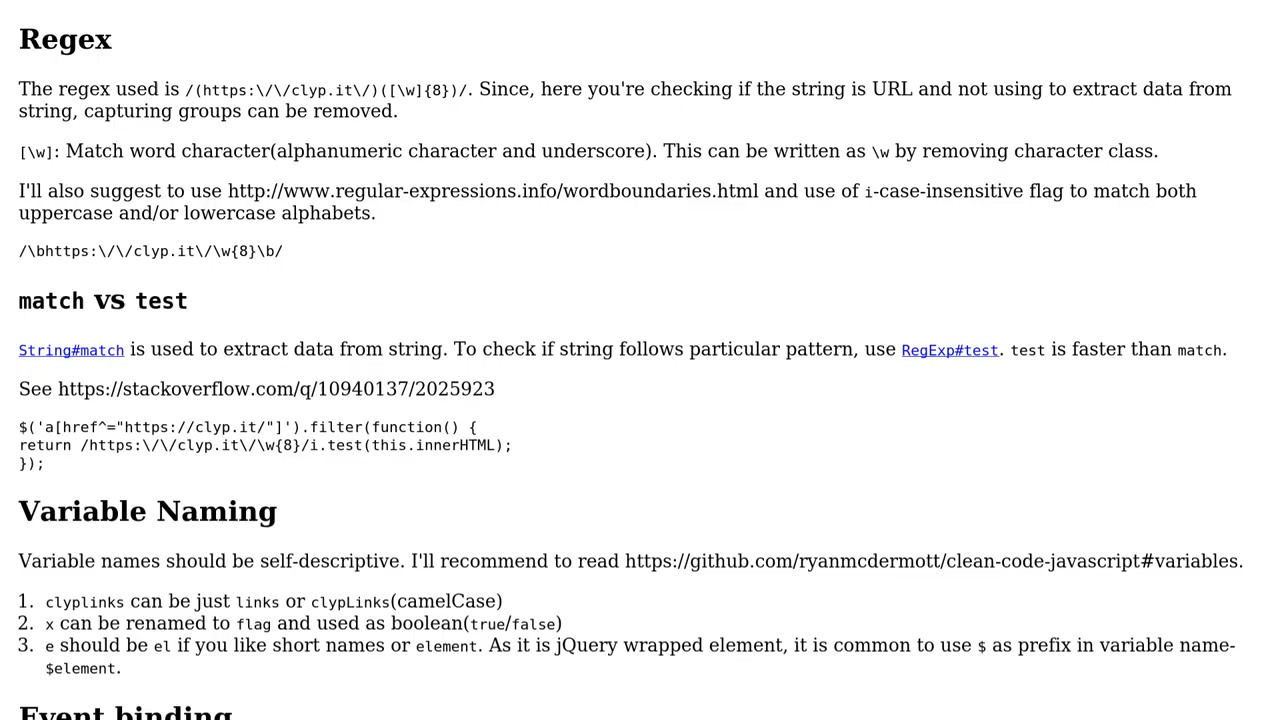 Regex
The regex used is /(https:\/\/clyp.it\/)([\w]{8})/. Since, here you're checking if the string is URL and not using to extract data from
string, capturing groups can be removed.
[\w]: Match word character(alphanumeric character and underscore). This can be written as \w by removing character class.
I'll also suggest to use http://www.regular-expressions.info/wordboundaries.html and use of i-case-insensitive flag to match both
uppercase and/or lowercase alphabets.
/\bhttps:\/\/clyp.it\/\w{8}\b/
match vs test
String#match is used to extract data from string. To check if string follows particular pattern, use RegExp#test. test is faster than match.
See https://stackoverflow.com/q/10940137/2025923
$('a[href^="https://clyp.it/"]').filter(function() {
return /https:\/\/clyp.it\/\w{8}/i.test(this.innerHTML);
});
Variable Naming
Variable names should be self-descriptive. I'll recommend to read https://github.com/ryanmcdermott/clean-code-javascript#variables.
1. clyplinks can be just links or clypLinks(camelCase)
2. x can be renamed to flag and used as boolean(true/false)
3. e should be el if you like short names or element. As it is jQuery wrapped element, it is common to use $ as prefix in variable name-
$element.
Event binding